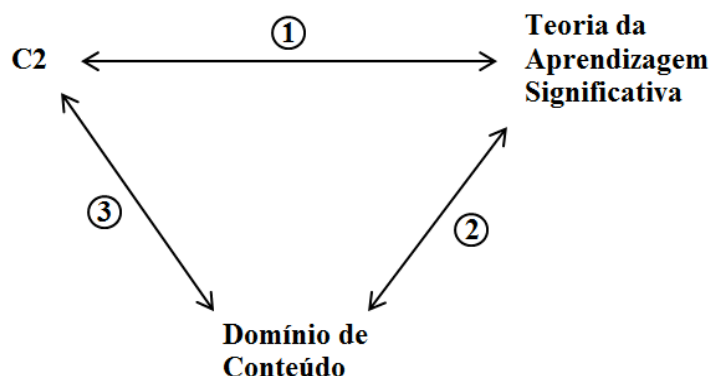 ①
C2
Teoria da
Aprendizagem
Significativa
③
②
Domínio de
Conteúdo